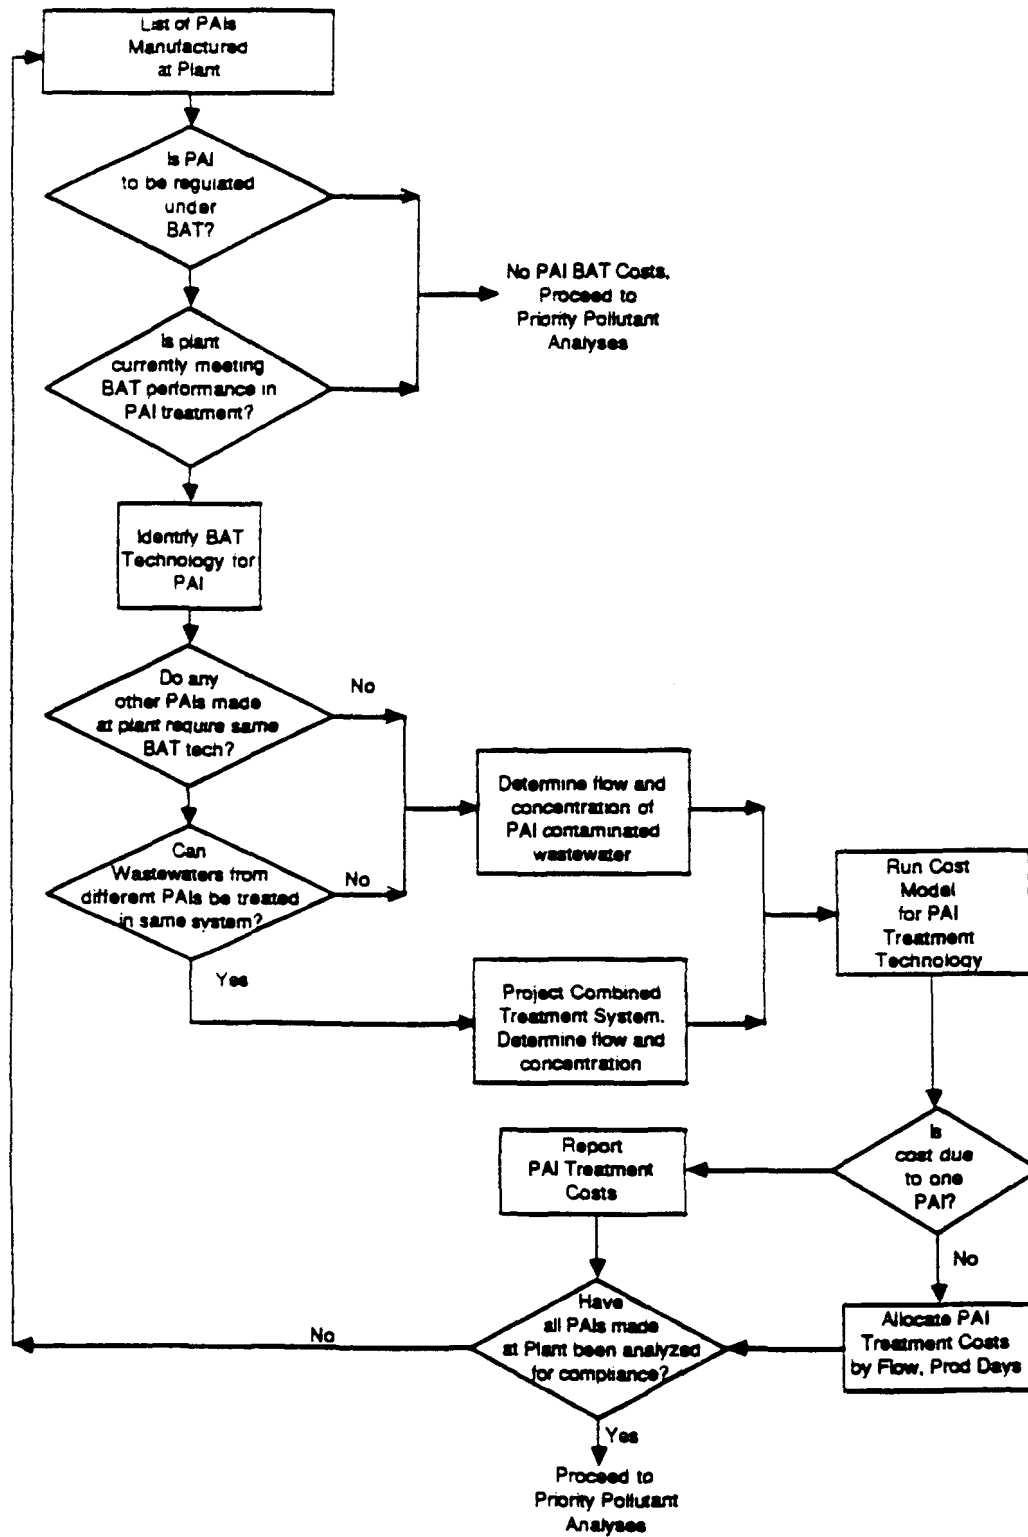 List of PAIs
Manufactured
at Plant
Is PAI
to be regulated
under
BAT?
No PAI BAT Costs.
Proceed to
Priority Pollutant
Analyses
Is plant
currently meeting
BAT performance in
PAI treatment?
Identify BAT
Technology for
PAI
Do any
other PAIs made
at plant require same
BAT tech?
No
Determine flow and
concentration of
PAI contaminated
wastewater
Can
Wastewaters from
different PAIs be treated
in same system?
No
Yes
Run Cost
Model
for PAI
Treatment
Technology
Project Combined
Treatment System.
Determine flow and
concentration
Is
cost due
to one
PAI?
Report
PAI Treatment
Costs
No
Have
all PAIs made
at Plant been analyzed
for compliance?
No
Allocate PAI
Treatment Costs
by Flow, Prod Days
Yes
Proceed to
Priority Pollutant
Analyses